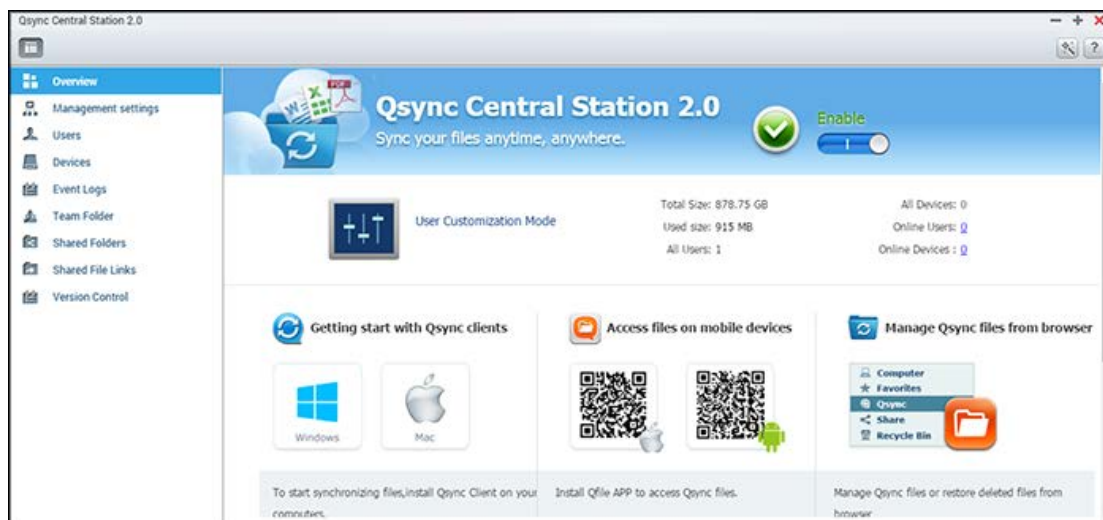 Qsync Central Station 2.0
Overview
Management settings
Users
Devices
Event Logs
Team Folder
Shared Folders
Shared File Links
Version Control
PDF
W X
Qsync Central Station 2.0
Sync your files anytime, anywhere.
Enable
User Customization Mode
Total Size: 878.75 GB
Used size: 915 MB
All Users: 1
All Devices: 0
Online Users: 0
Online Devices : 0
Getting start with Qsync clients
Windows
Mac
To start synchronizing files,install Qsync Client on your
computers.
Access files on mobile devices
Install Qfile APP to access Qsync files.
Manage Qsync files from browser
Computer
Favorites
Qsync
Share
Recycle Bin
Manage Qsync files or restore deleted files from
browser